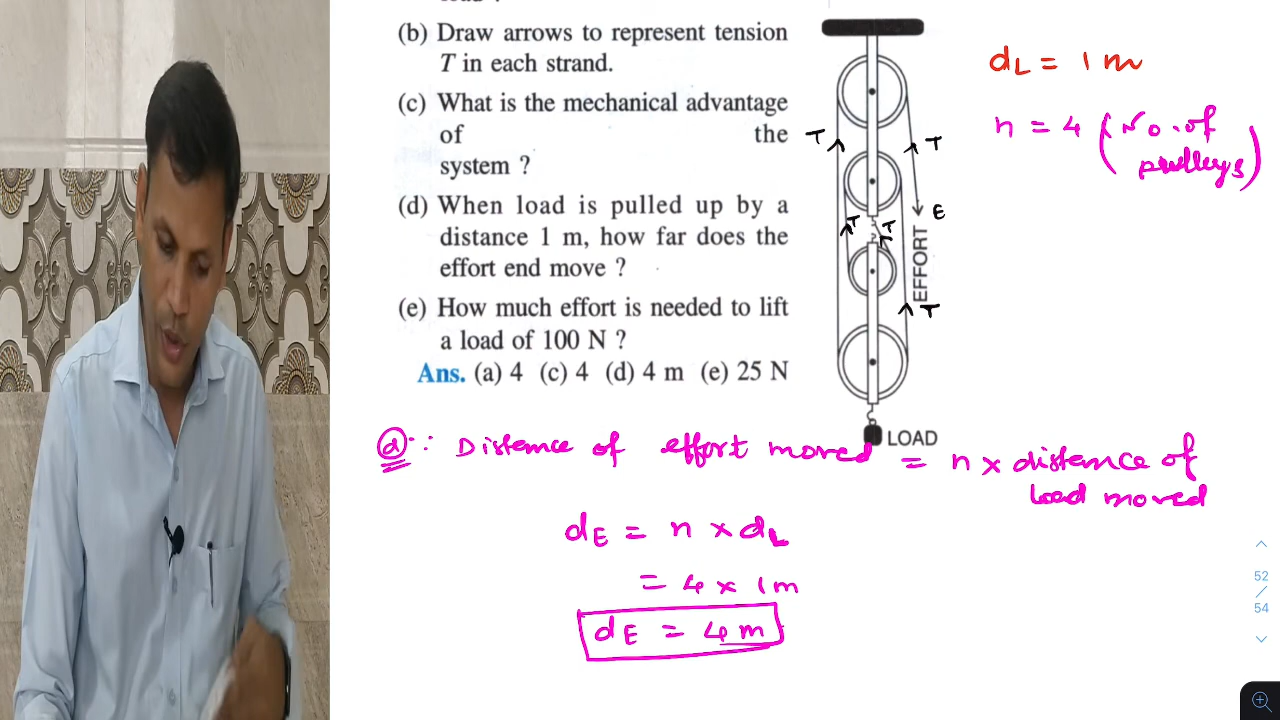 (b) Draw arrows to represent tension
T in each strand.
(c) What is the mechanical advantage
of the
system ?
(d) When load is pulled up by a
distance 1 m, how far does the
effort end move ?
(e) How much effort is needed to lift
a load of 100 N ?
Ans. (a) 4 (c) 4 (d) 4 m (e) 25 N
T
T
E
T
T
EFFORT
T
LOAD
dL = 1 m
n = 4 (No. of
pulleys)
(d) : Distance of effort moved = n × distance of
load moved
dE = n × dL
= 4 × 1m
dE = 4m
52
/
54